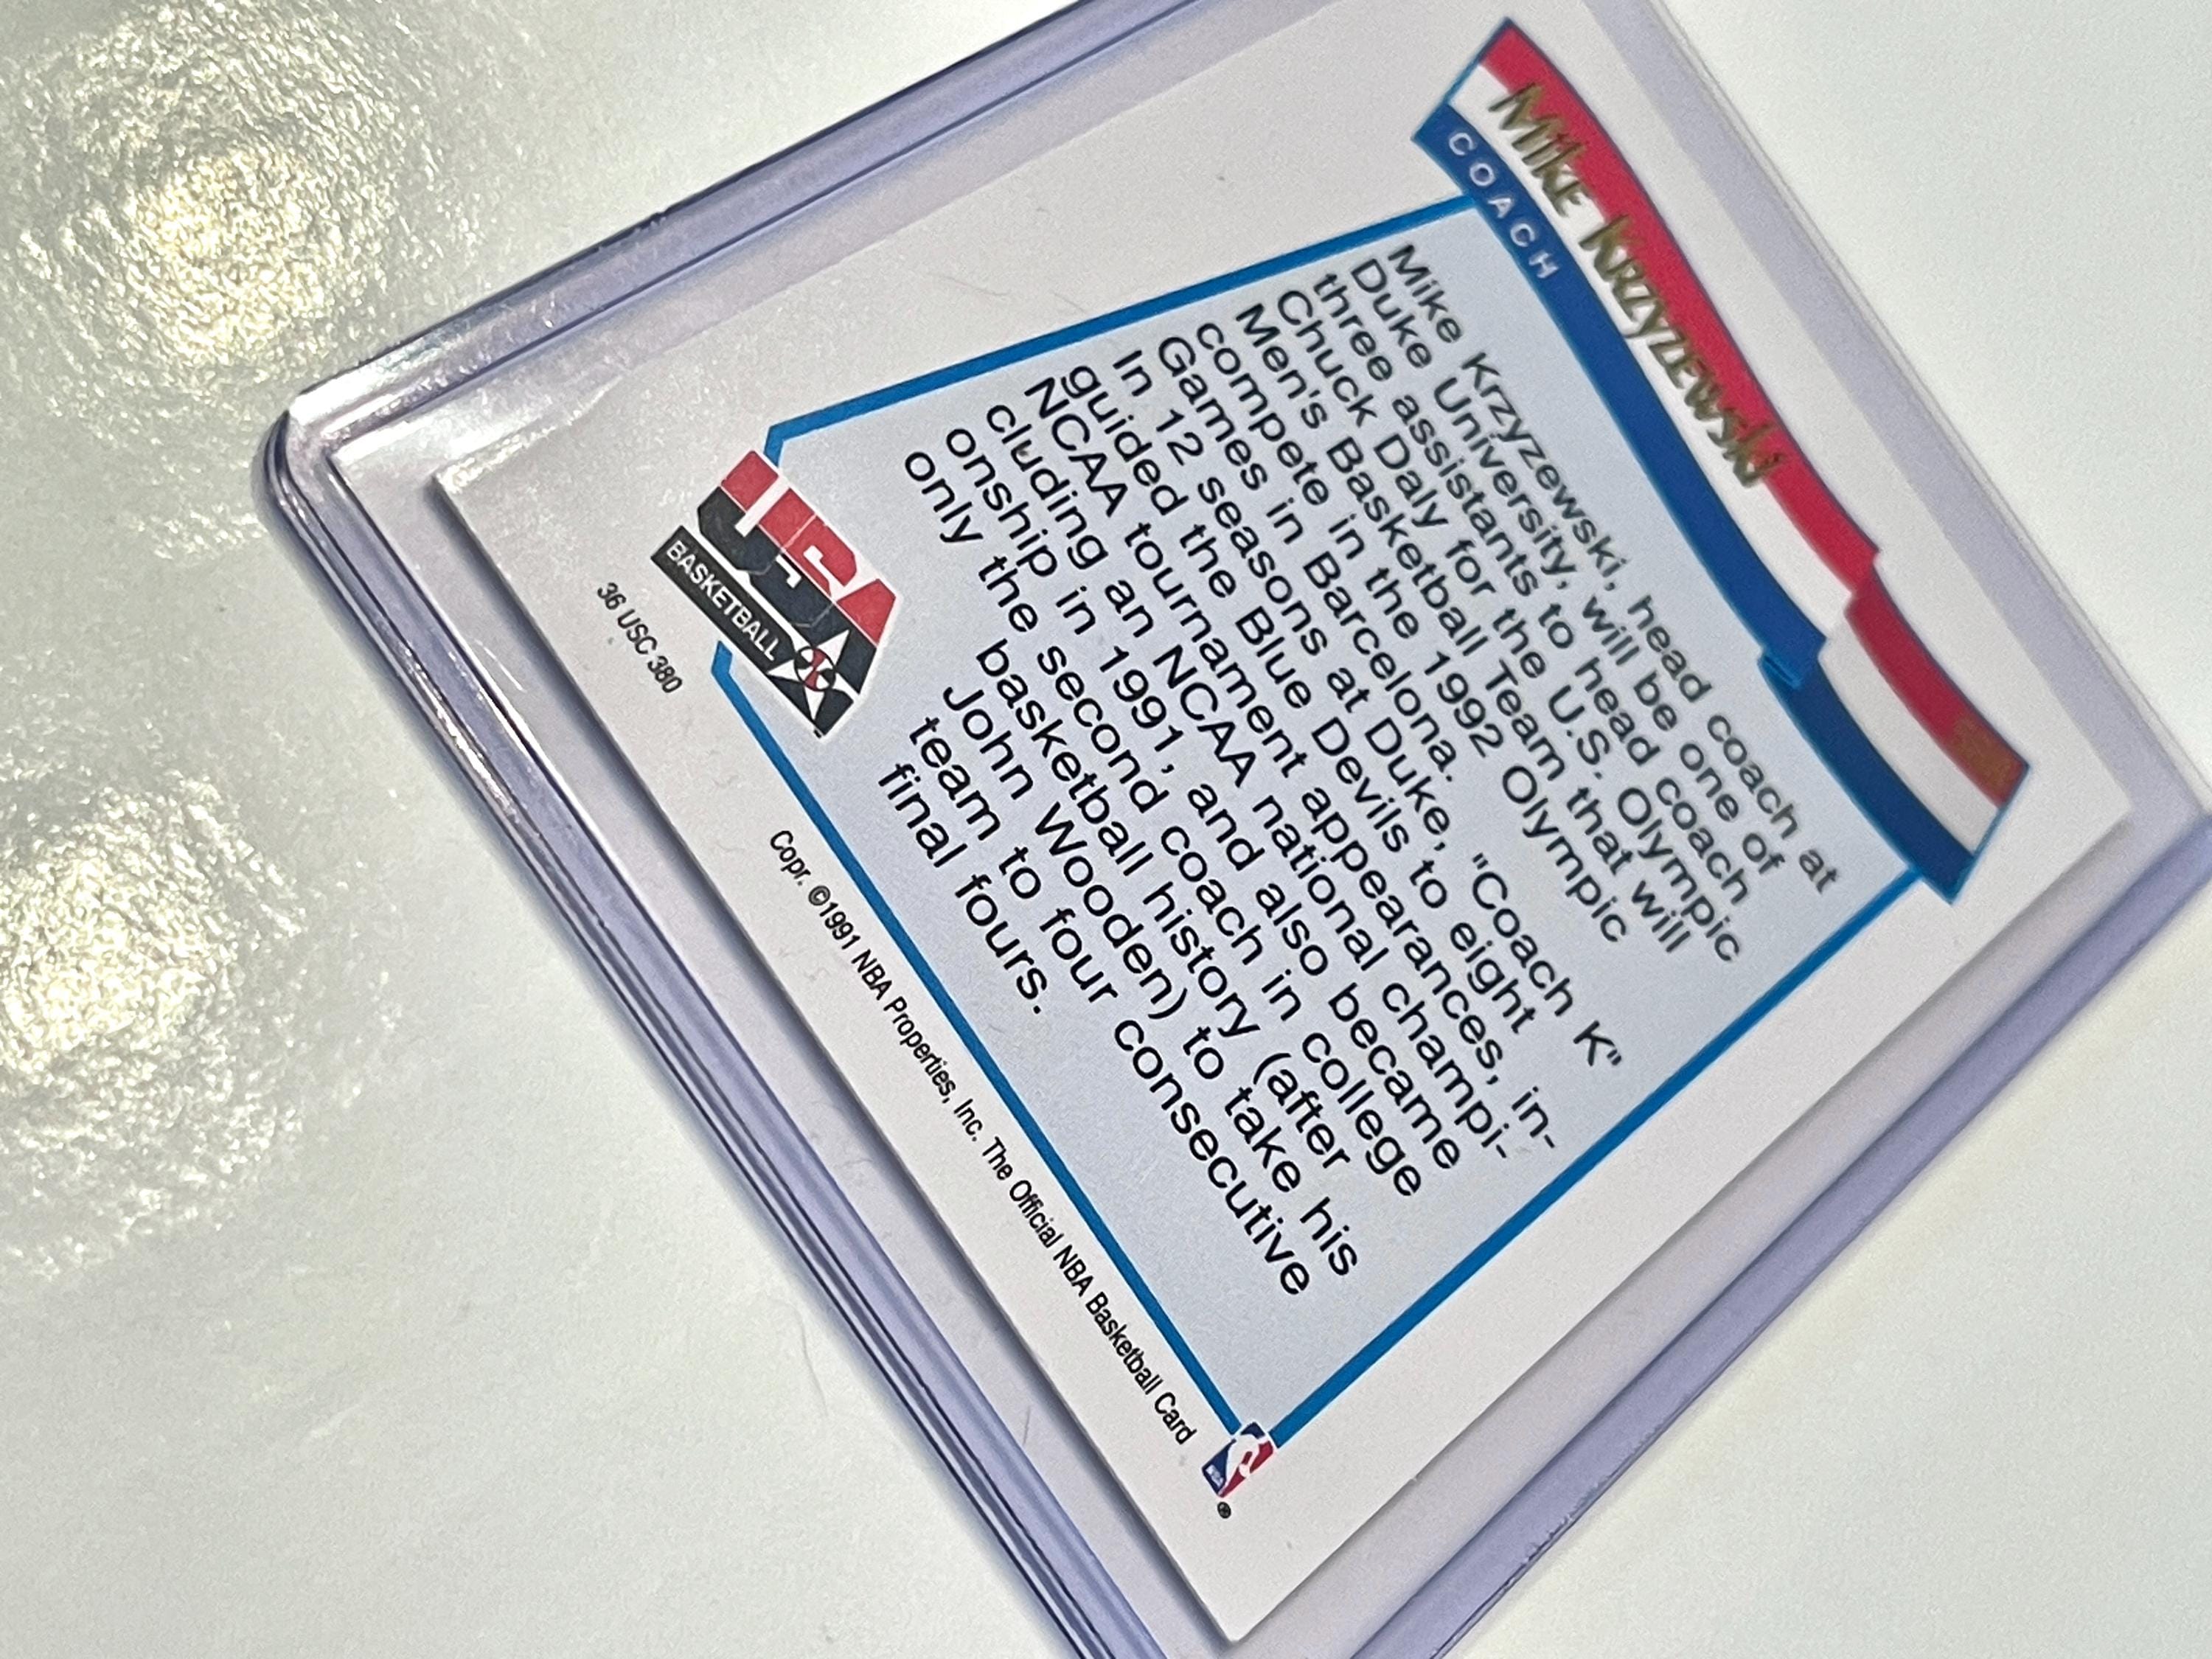 MIKE KRZYZEWSKI
COACH
Mike Krzyzewski, head coach at
Duke University, will be one of
three assistants to head coach
Chuck Daly for the U.S. Olympic
Men's Basketball Team that will
compete in the 1992 Olympic
Games in Barcelona.
In 12 seasons at Duke, "Coach K"
guided the Blue Devils to eight
NCAA tournament appearances, in-
cluding an NCAA national champi-
onship in 1991, and also became
only the second coach in college
basketball history (after
John Wooden) to take his
team to four consecutive
final fours.
USA
BASKETBALL
36 USC 380
Copr. ©1991 NBA Properties, Inc. The Official NBA Basketball Card
NBA
®